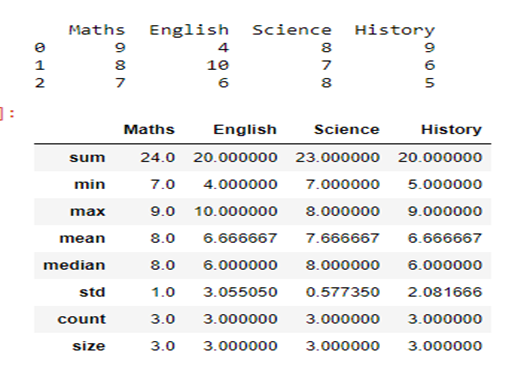 Maths English Science History
0 9 4 8 9
1 8 10 7 6
2 7 6 8 5
]:
Maths English Science History
sum 24.0 20.000000 23.000000 20.000000
min 7.0 4.000000 7.000000 5.000000
max 9.0 10.000000 8.000000 9.000000
mean 8.0 6.666667 7.666667 6.666667
median 8.0 6.000000 8.000000 6.000000
std 1.0 3.055050 0.577350 2.081666
count 3.0 3.000000 3.000000 3.000000
size 3.0 3.000000 3.000000 3.000000